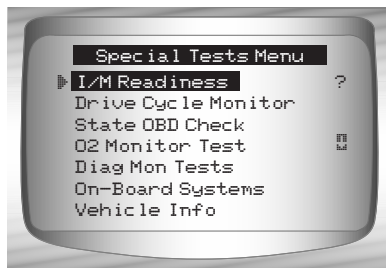 Special Tests Menu
I/M Readiness ?
Drive Cycle Monitor
State OBD Check
O2 Monitor Test
Diag Mon Tests
On-Board Systems
Vehicle Info